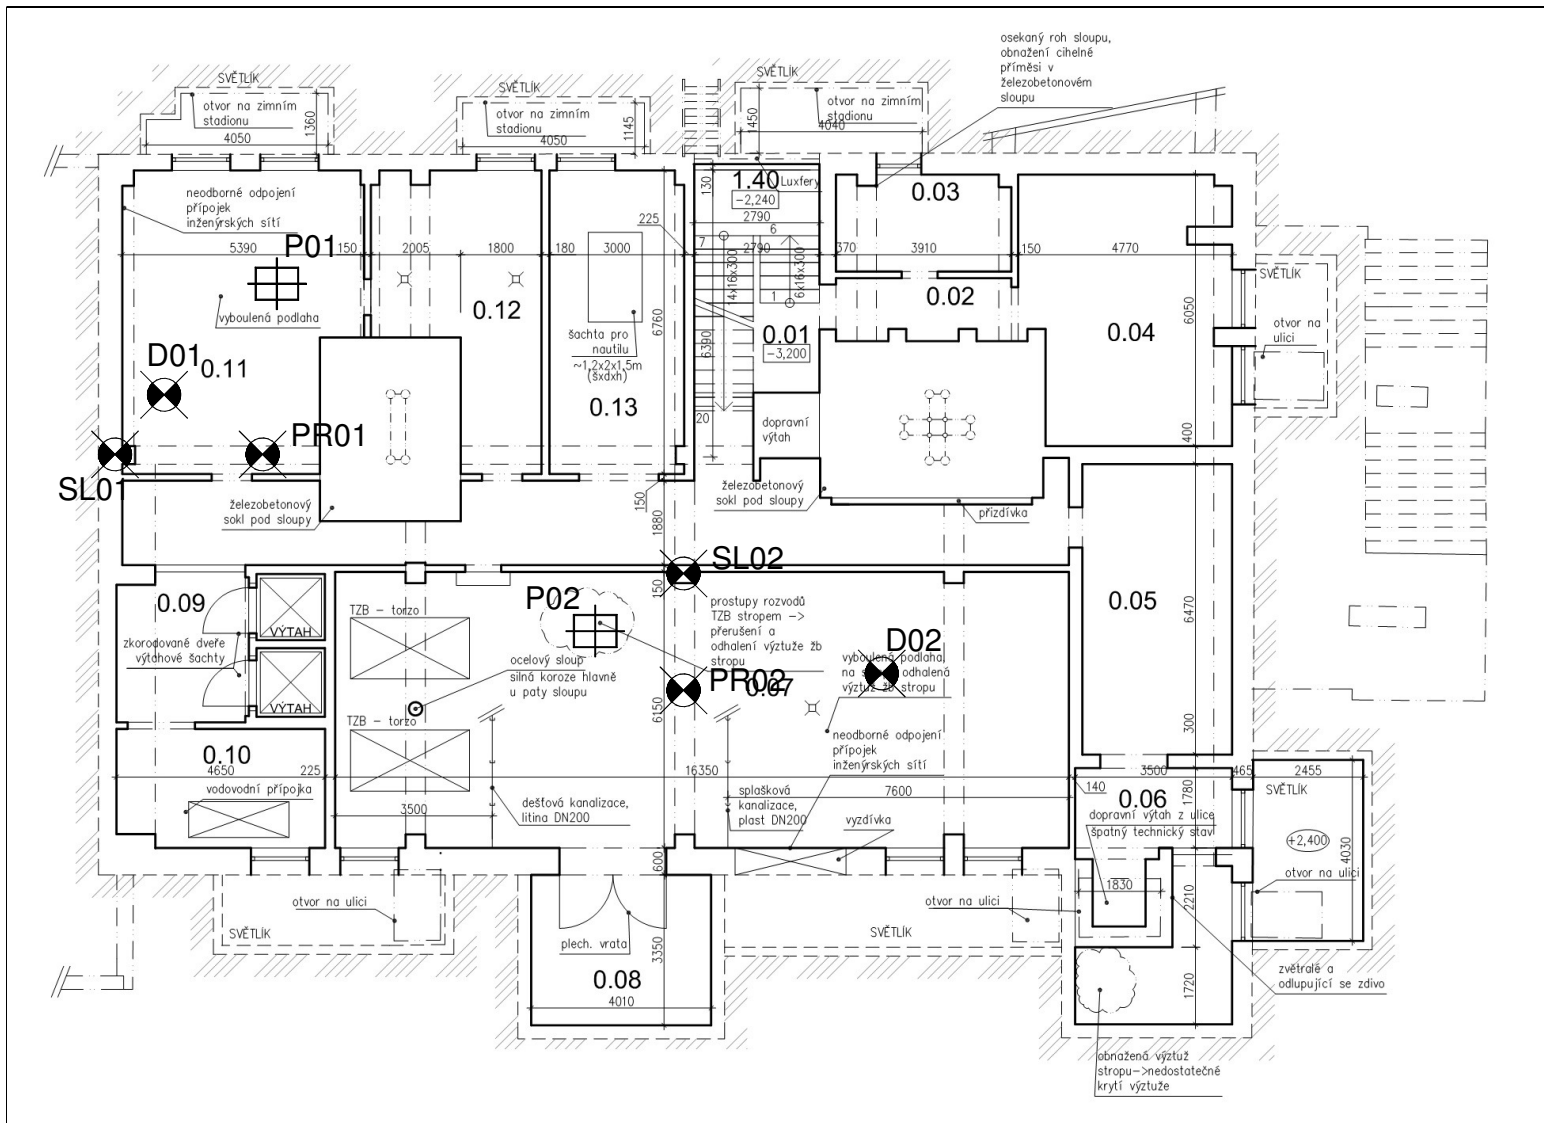 osekaný roh sloupu,
obnažení cihelné
příměsi v
železobetonovém
sloupu
SVĚTLÍK
otvor na zimním
stadionu
4050
1360
SVĚTLÍK
otvor na zimním
stadionu
4050
1145
SVĚTLÍK
otvor na zimním
stadionu
4040
1450
neodborné odpojení
přípojek
inženýrských sítí
130
1.40
Luxfery
-2,240
2790
0.03
225
5390
150
2005
1800
180
3000
7
2790
6
370
3910
150
4770
P01
vyboulená podlaha
0.12
14x16x300
6x16x300
1
0.02
0.01
-3,200
0.04
6050
SVĚTLÍK
otvor na
ulici
šachta pro
nautilu
~1,2x2x1,5m
(šxdxh)
6760
6390
D01
0.11
0.13
20
dopravní
výtah
400
PR01
SL01
železobetonový
sokl pod sloupy
150
1880
železobetonový
sokl pod sloupy
přizdívka
SL02
150
0.09
VÝTAH
zkorodované dveře
výtahové šachty
VÝTAH
TZB - torzo
P02
prostupy rozvodů
TZB stropem ->
přerušení a
odhalení výztuže žb
stropu
ocelový sloup
silná koroze hlavně
u paty sloupu
D02
vyboulená podlaha,
odhalená
výztuž žb stropu
PR02
0.07
0.05
6470
TZB - torzo
6150
neodborné odpojení
přípojek
inženýrských sítí
300
0.10
4650
225
16350
3500
465
2455
vodovodní přípojka
3500
dešťová kanalizace,
litina DN200
splašková
kanalizace,
plast DN200
7600
vyzdívka
140
0.06
1780
dopravní výtah z ulice
špatný technický stav
SVĚTLÍK
+2,400
4030
otvor na ulici
600
1830
2210
otvor na ulici
SVĚTLÍK
plech. vrata
3350
0.08
4010
otvor na ulici
SVĚTLÍK
1720
zvětralé a
odlupující se zdivo
obnažená výztuž
stropu->nedostatečné
krytí výztuže